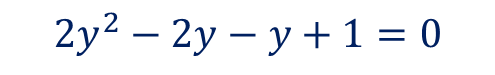 2y² − 2y − y + 1 = 0